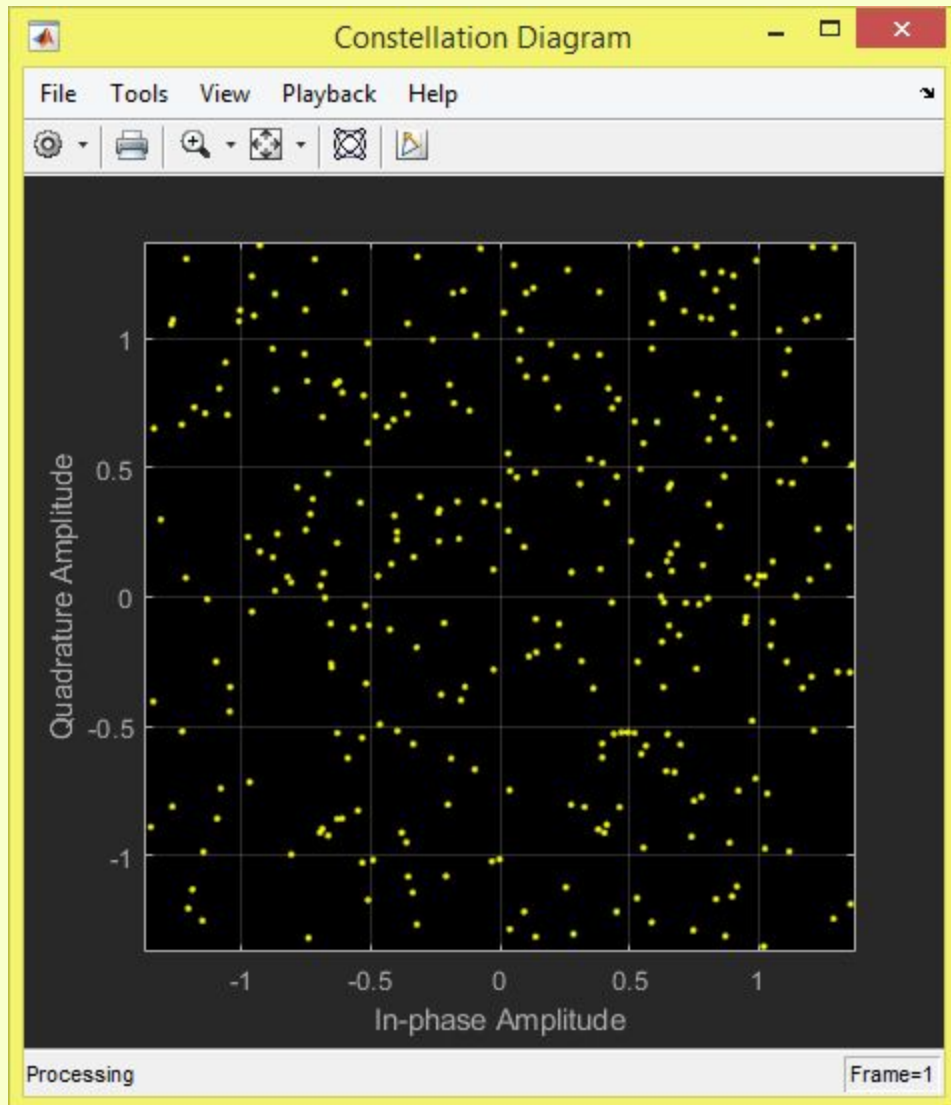 Constellation Diagram
File Tools View Playback Help
1
0.5
0
-0.5
-1
Quadrature Amplitude
-1 -0.5 0 0.5 1
In-phase Amplitude
Processing Frame=1